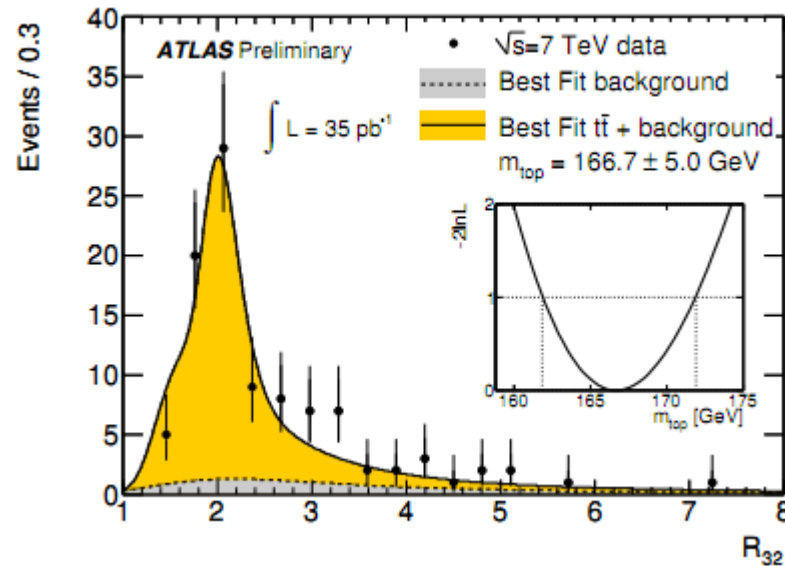 ATLAS Preliminary
√s=7 TeV data
Best Fit background
∫ L = 35 pb⁻¹
Best Fit tt̄ + background
m_top = 166.7 ± 5.0 GeV
Events / 0.3
40
35
30
25
20
15
10
5
0
1 2 3 4 5 6 7 8
R₃₂
-2lnL
2
1
0
160 165 170 175
m_top [GeV]